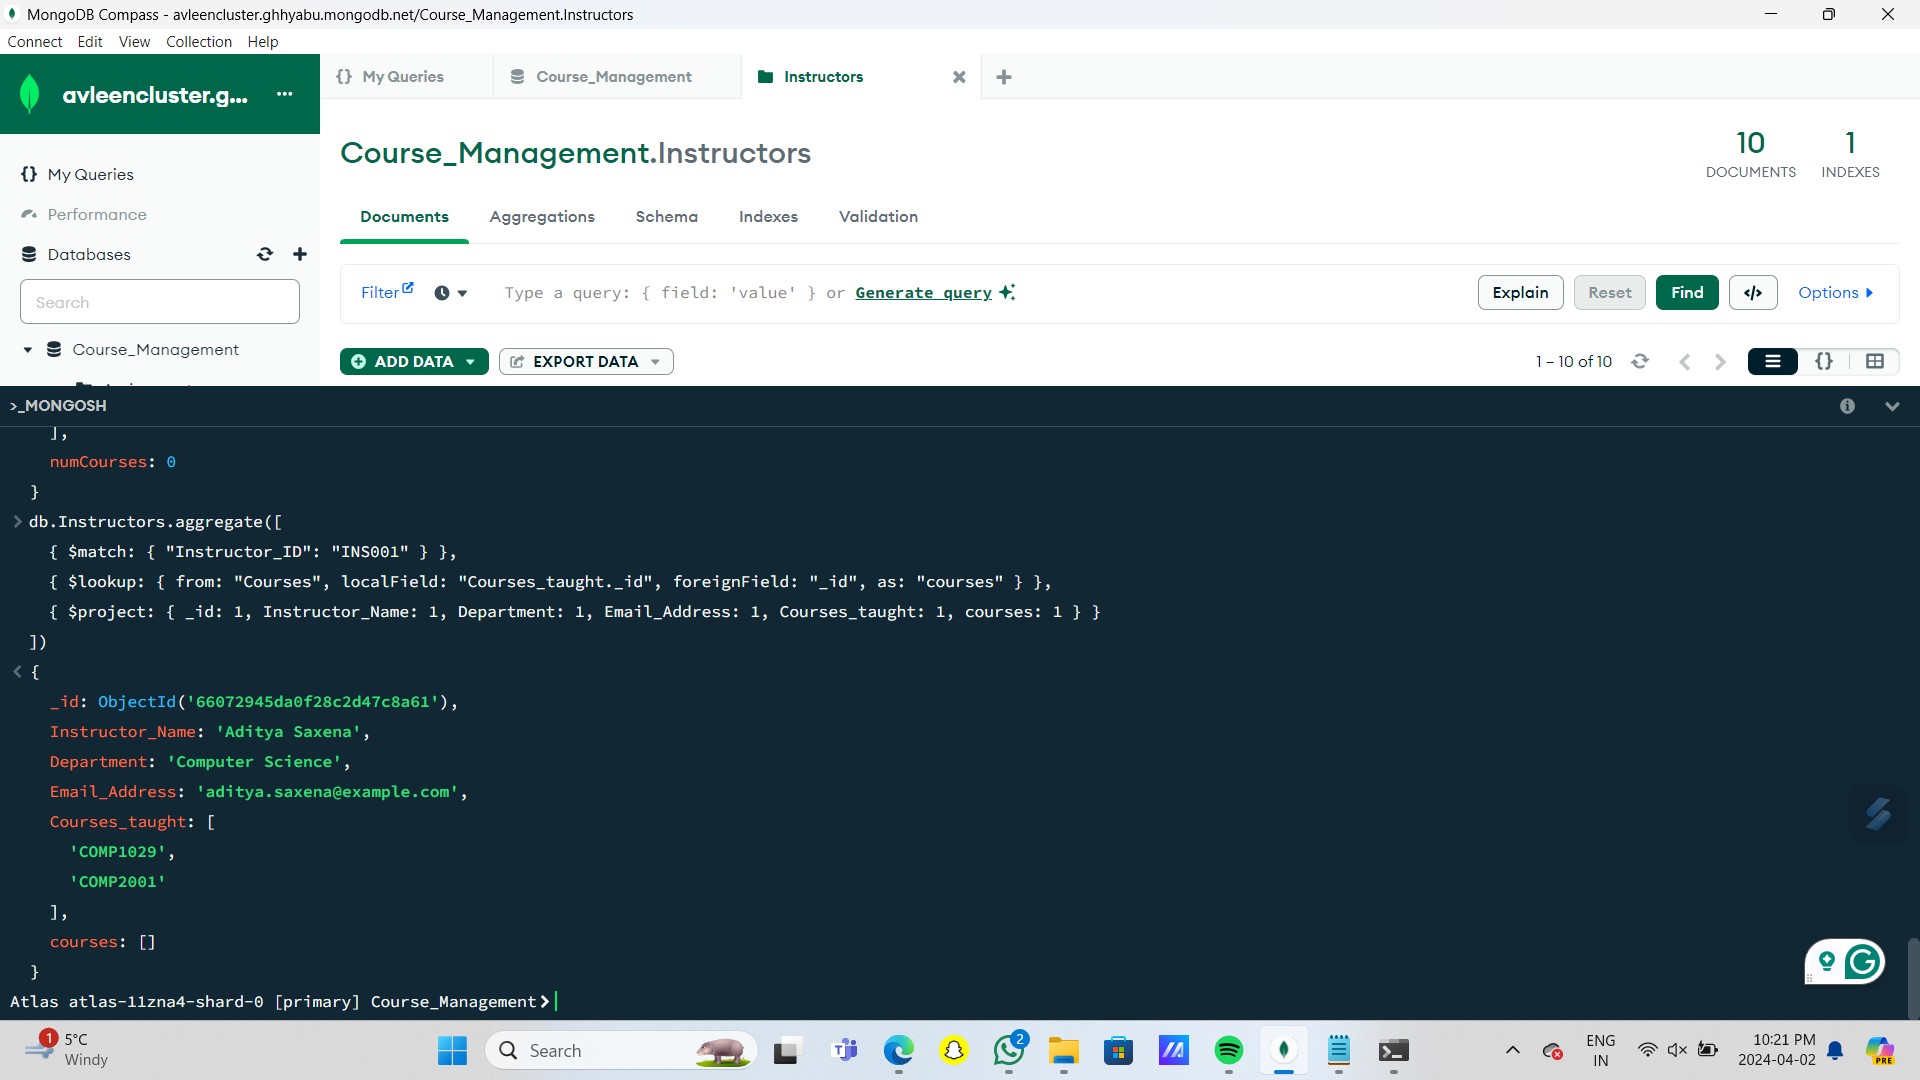 MongoDB Compass - avleencluster.ghhyabu.mongodb.net/Course_Management.Instructors
Connect Edit View Collection Help
avleencluster.g... ...
{} My Queries
Course_Management
Instructors
My Queries
Performance
Databases
Search
Course_Management
Course_Management.Instructors
10
DOCUMENTS
1
INDEXES
Documents Aggregations Schema Indexes Validation
Filter
Type a query: { field: 'value' } or Generate query
Explain
Reset
Find
</>
Options
ADD DATA
EXPORT DATA
1 – 10 of 10
{}
>_MONGOSH
],
numCourses: 0
}
> db.Instructors.aggregate([
{ $match: { "Instructor_ID": "INS001" } },
{ $lookup: { from: "Courses", localField: "Courses_taught._id", foreignField: "_id", as: "courses" } },
{ $project: { _id: 1, Instructor_Name: 1, Department: 1, Email_Address: 1, Courses_taught: 1, courses: 1 } }
])
< {
_id: ObjectId('66072945da0f28c2d47c8a61'),
Instructor_Name: 'Aditya Saxena',
Department: 'Computer Science',
Email_Address: 'aditya.saxena@example.com',
Courses_taught: [
'COMP1029',
'COMP2001'
],
courses: []
}
Atlas atlas-11zna4-shard-0 [primary] Course_Management>
1
5°C
Windy
Search
2
ENG
IN
10:21 PM
2024-04-02
PRE